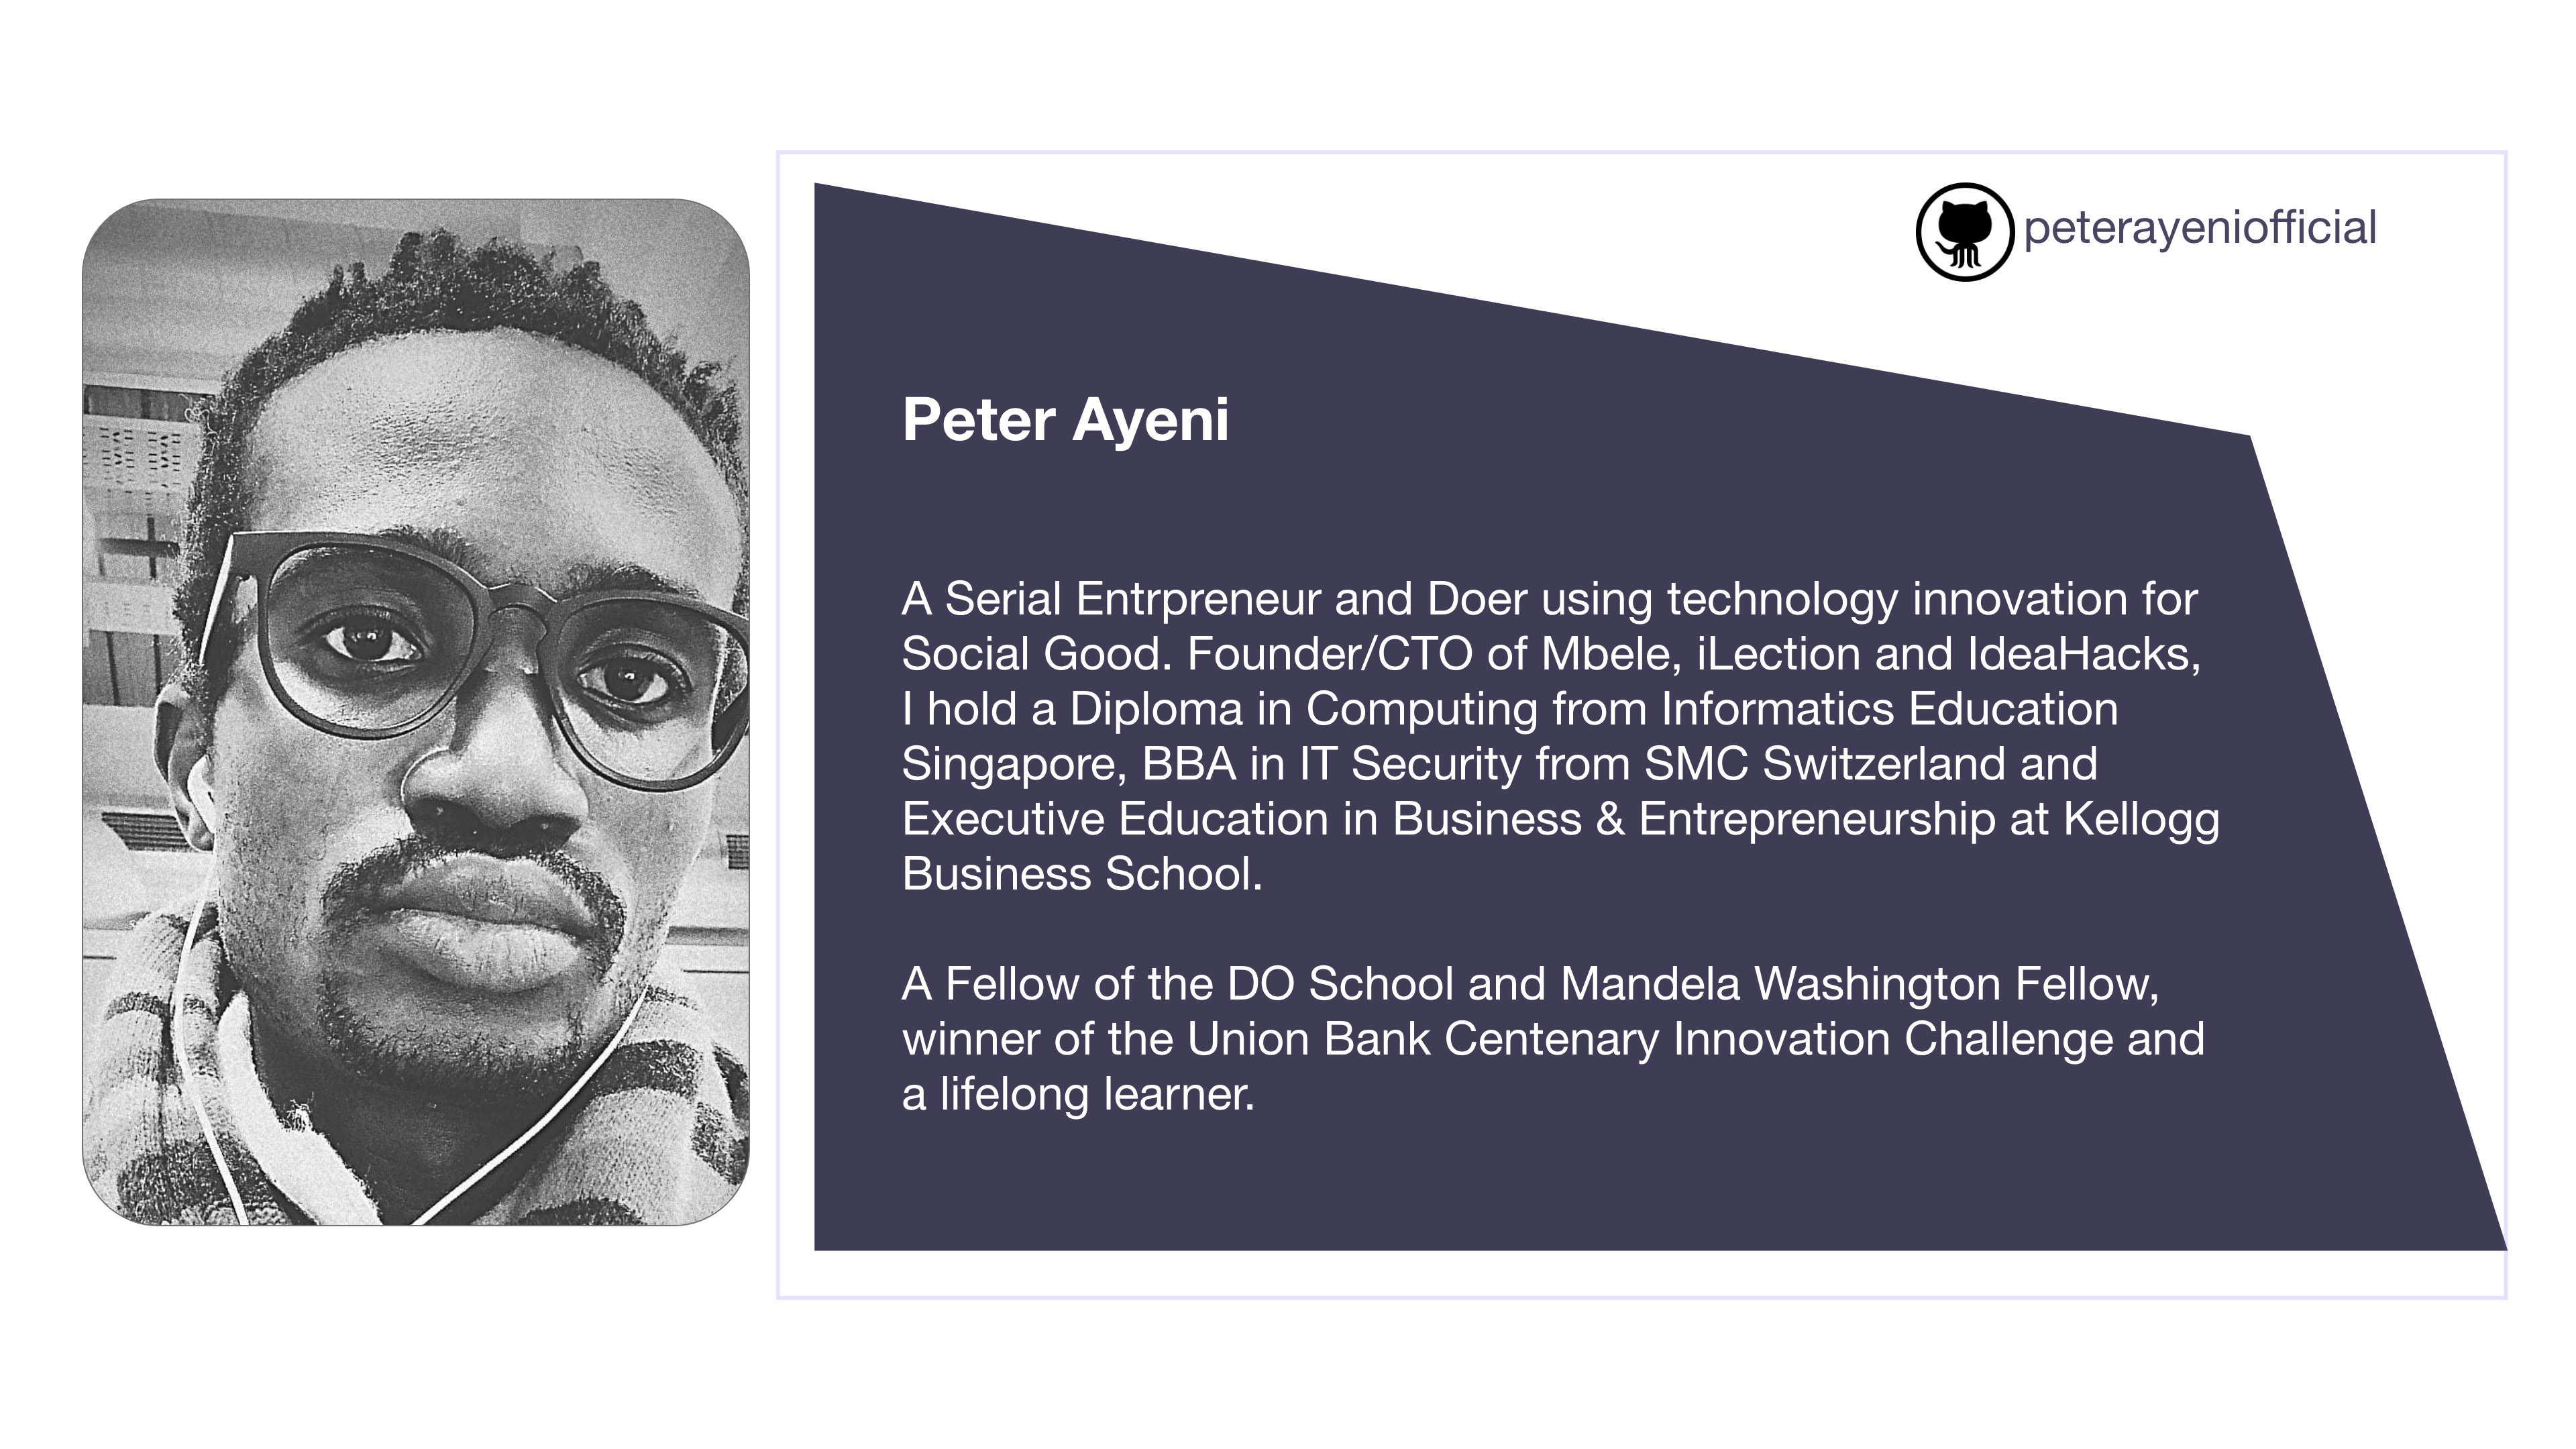 peterayeniofficial
Peter Ayeni
A Serial Entrpreneur and Doer using technology innovation for
Social Good. Founder/CTO of Mbele, iLection and IdeaHacks,
I hold a Diploma in Computing from Informatics Education
Singapore, BBA in IT Security from SMC Switzerland and
Executive Education in Business & Entrepreneurship at Kellogg
Business School.
A Fellow of the DO School and Mandela Washington Fellow,
winner of the Union Bank Centenary Innovation Challenge and
a lifelong learner.